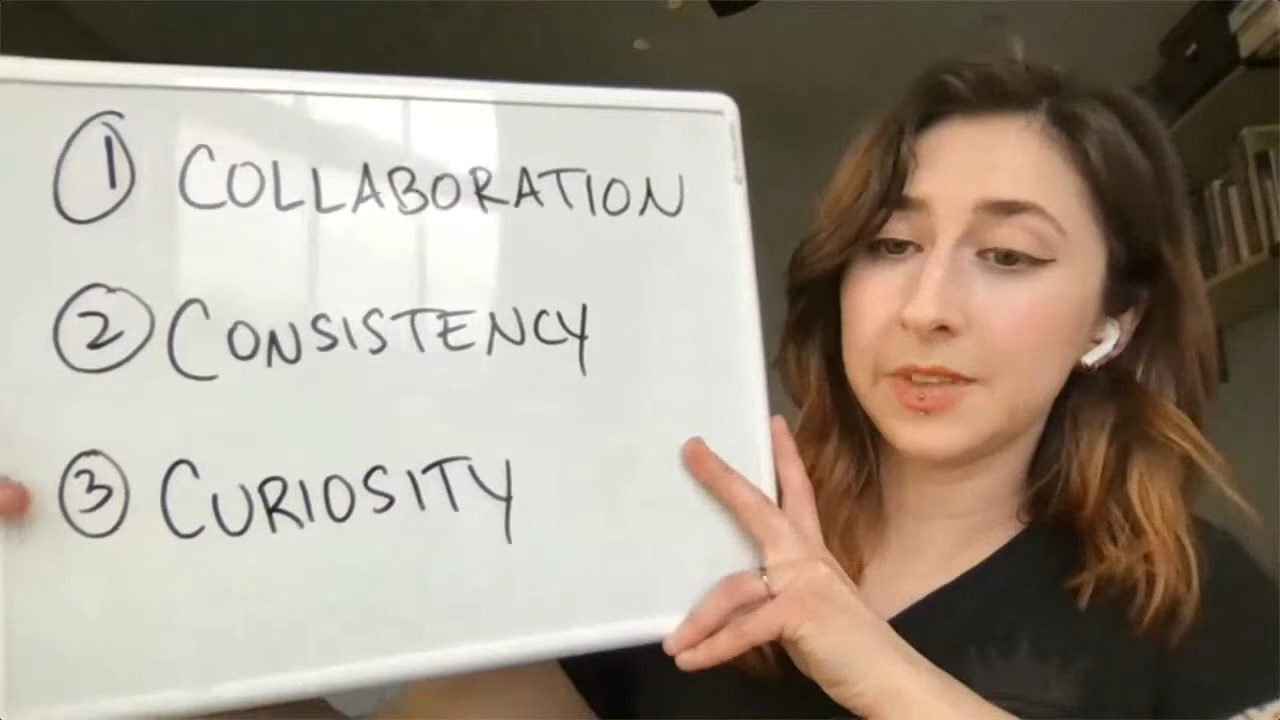 ① COLLABORATION
② CONSISTENCY
③ CURIOSITY